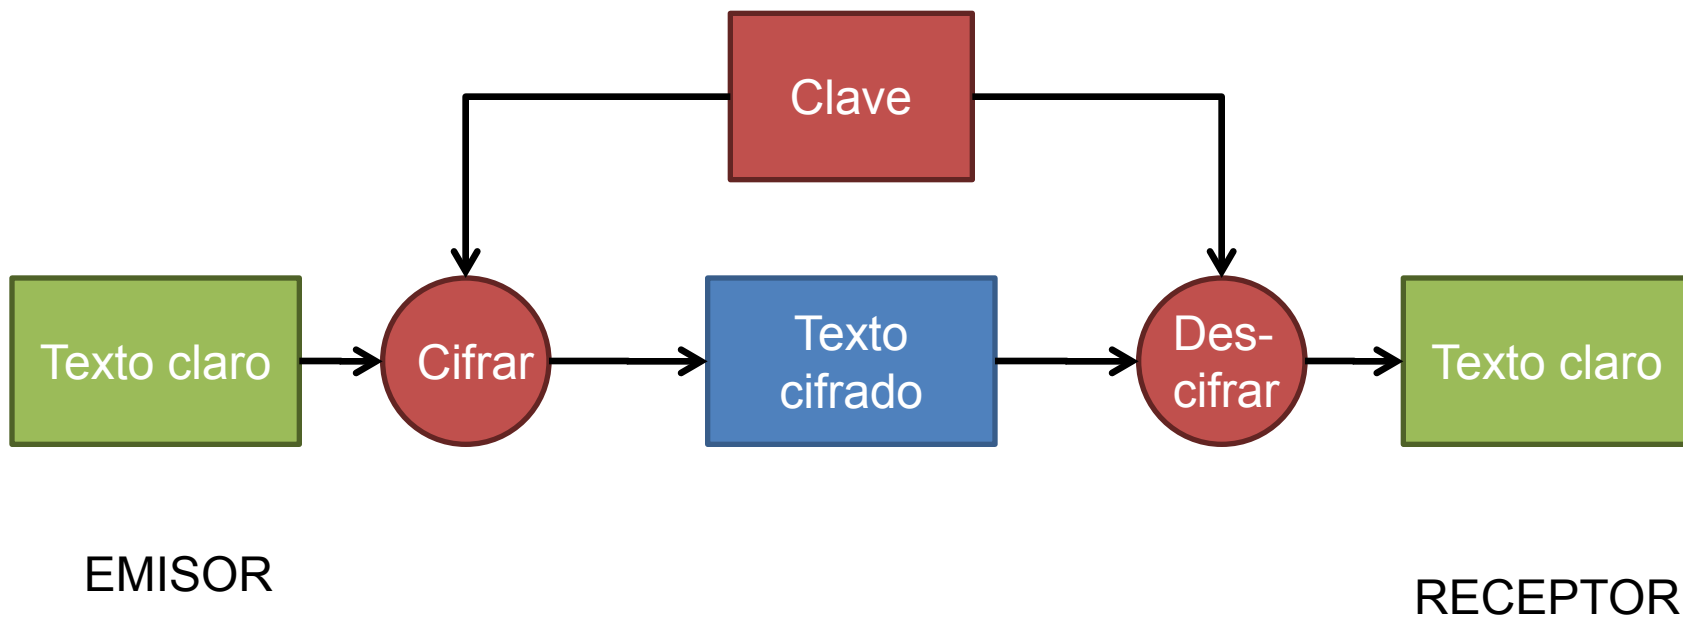 Clave
Texto claro
Cifrar
Texto
cifrado
Des-
cifrar
Texto claro
EMISOR
RECEPTOR